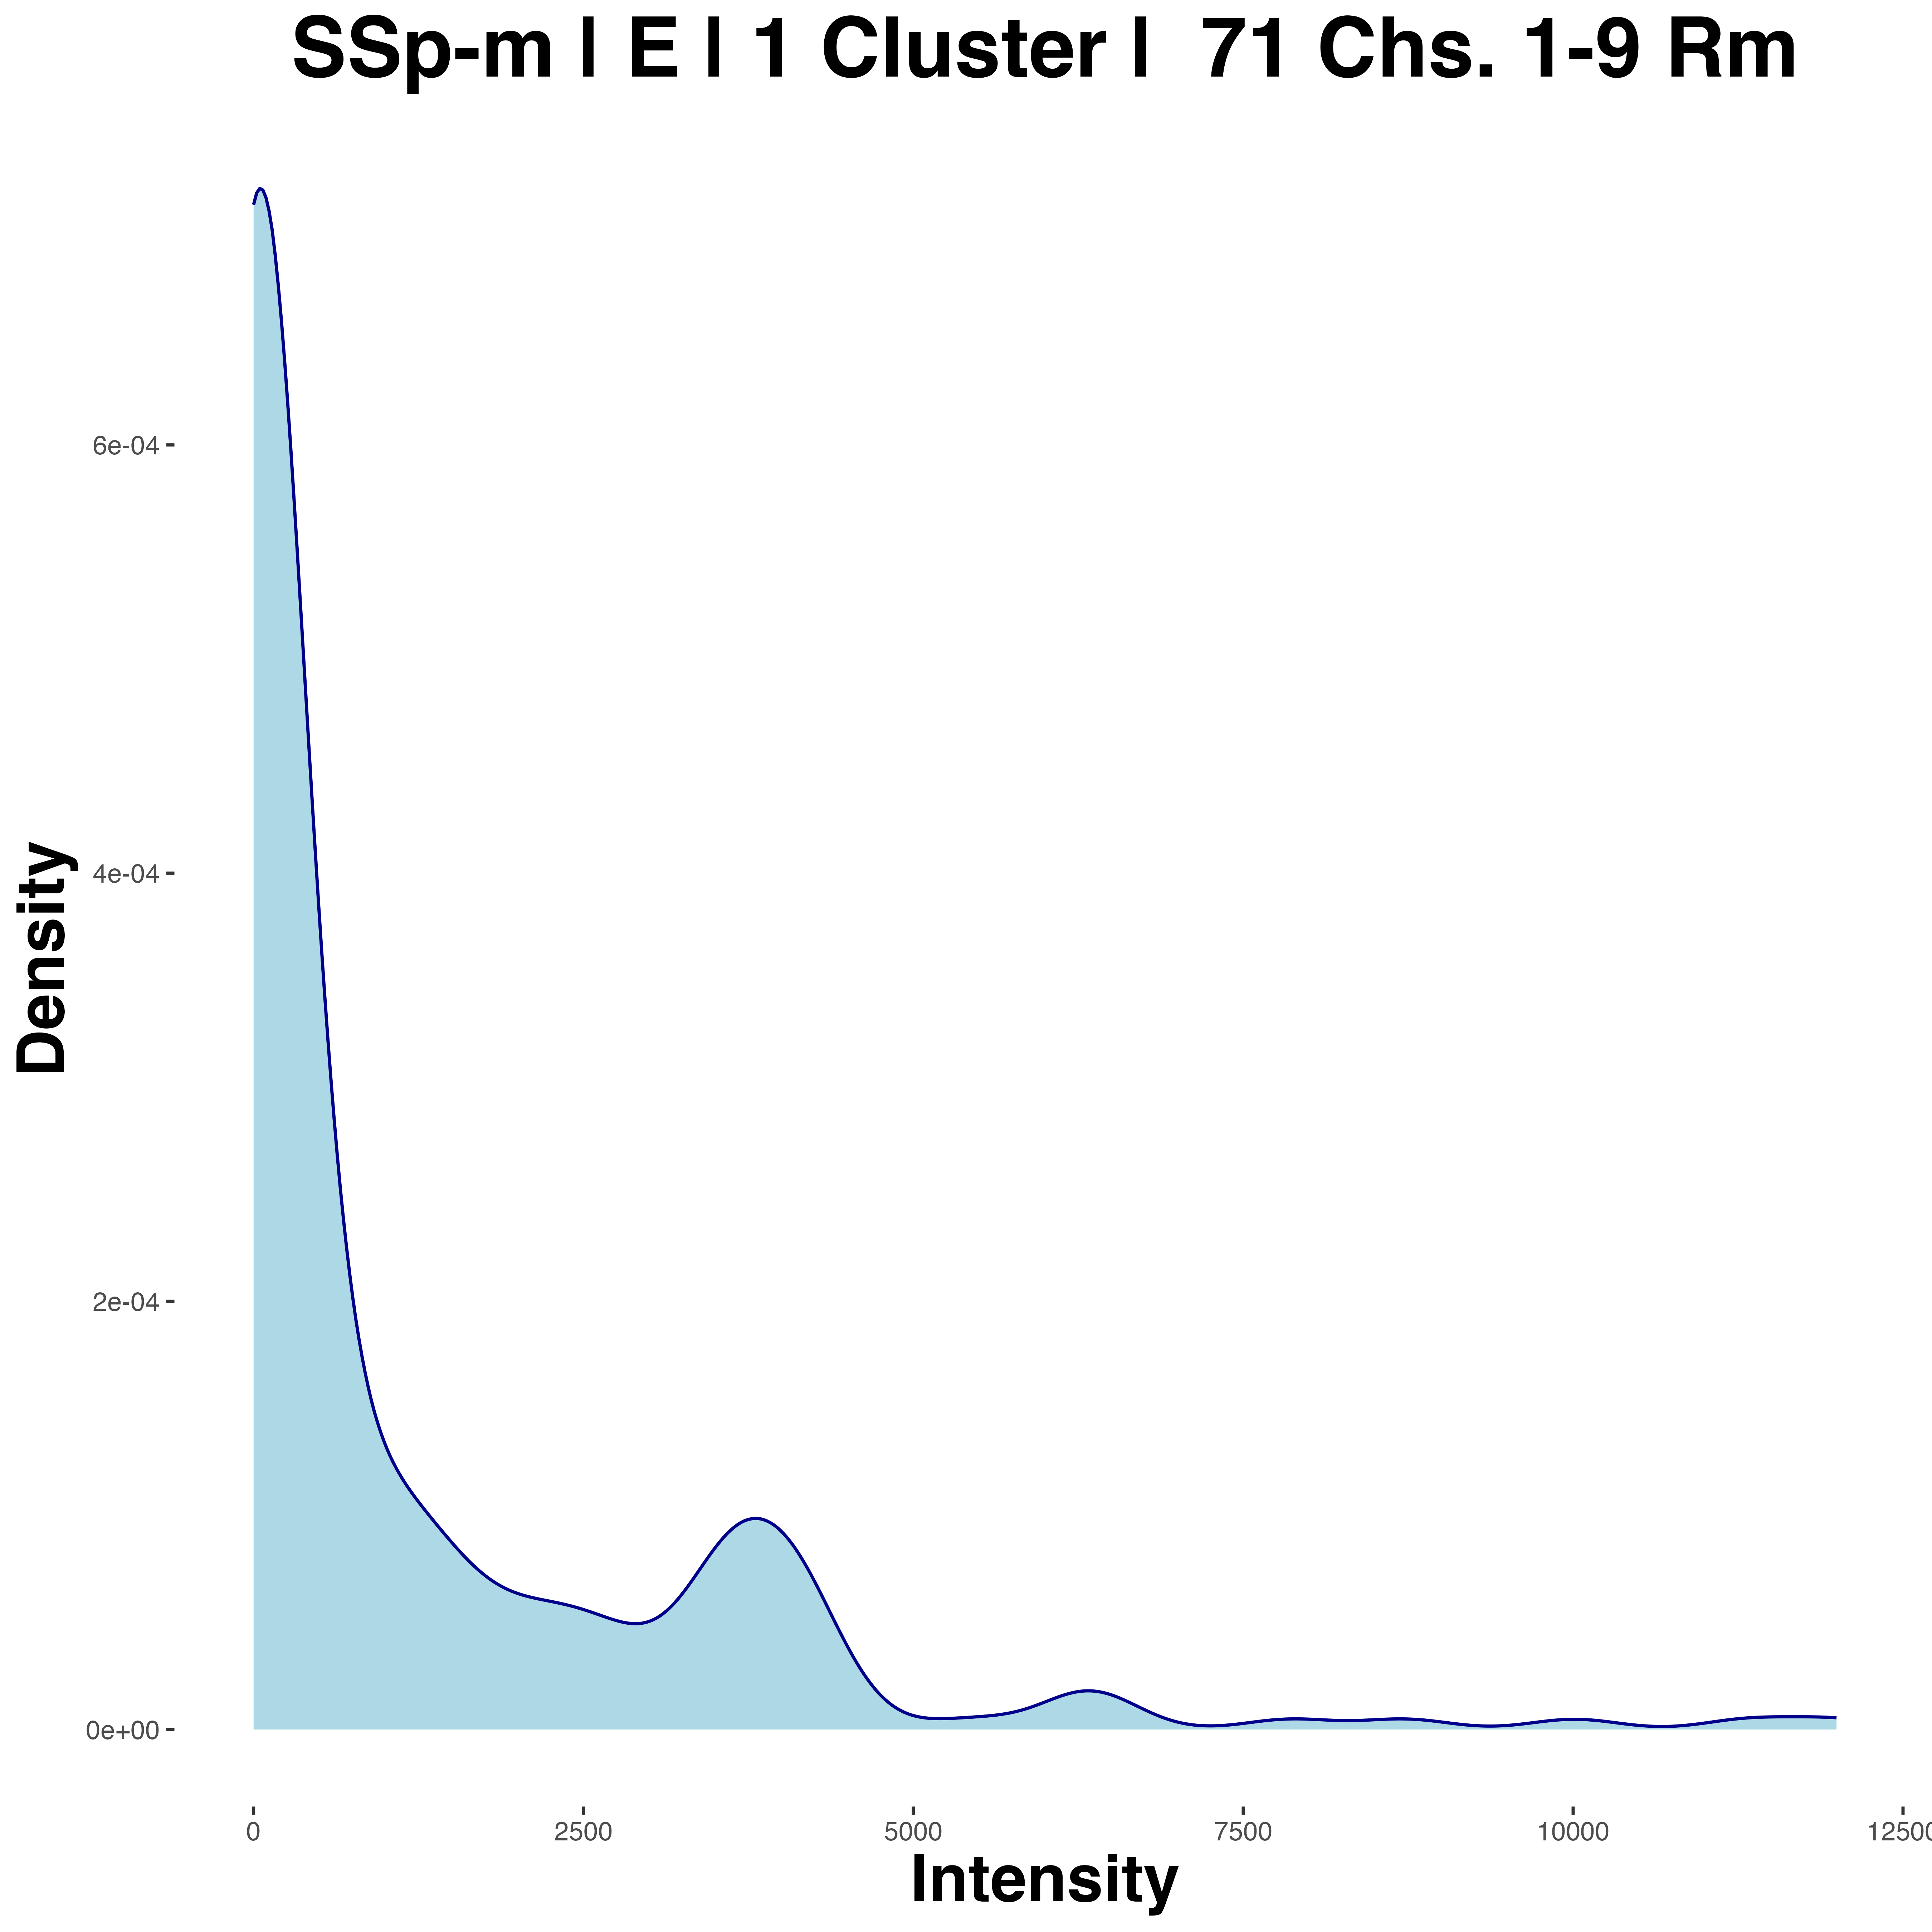 SSp-m | E | 1 Cluster | 71 Chs. 1-9 Rm
Density
6e-04
4e-04
2e-04
0e+00
0 2500 5000 7500 10000 12500
Intensity